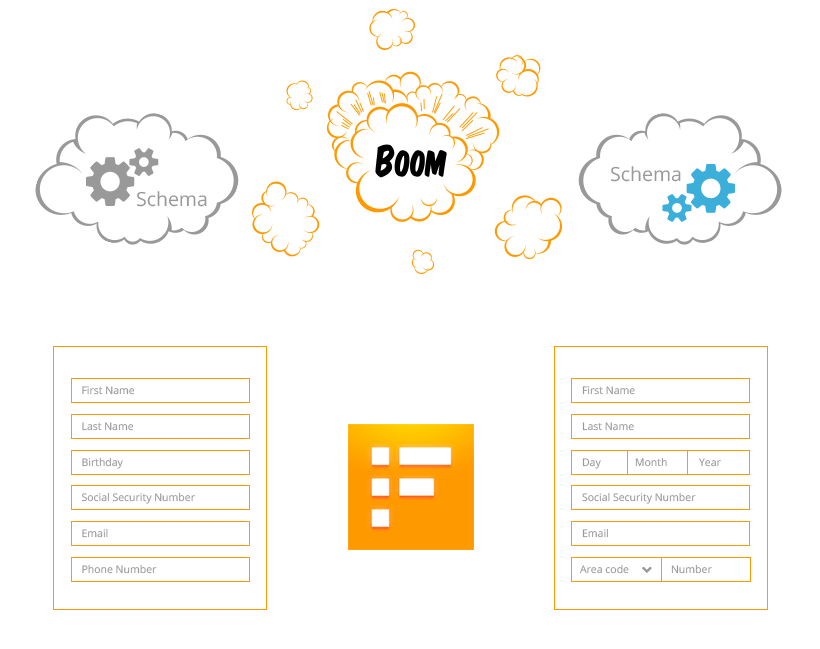 BOOM
Schema
Schema
First Name
Last Name
Birthday
Social Security Number
Email
Phone Number
First Name
Last Name
Day Month Year
Social Security Number
Email
Area code Number